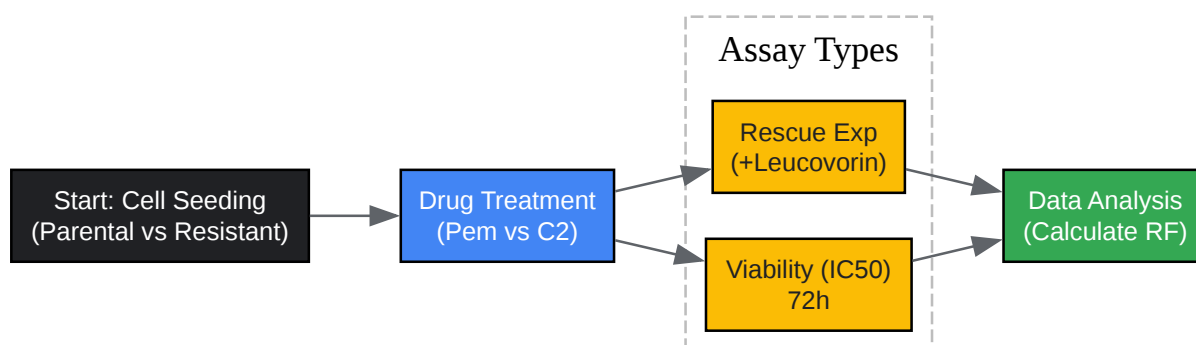 Start: Cell Seeding
(Parental vs Resistant)
Drug Treatment
(Pem vs C2)
Assay Types
Rescue Exp
(+Leucovorin)
Viability (IC50)
72h
Data Analysis
(Calculate RF)